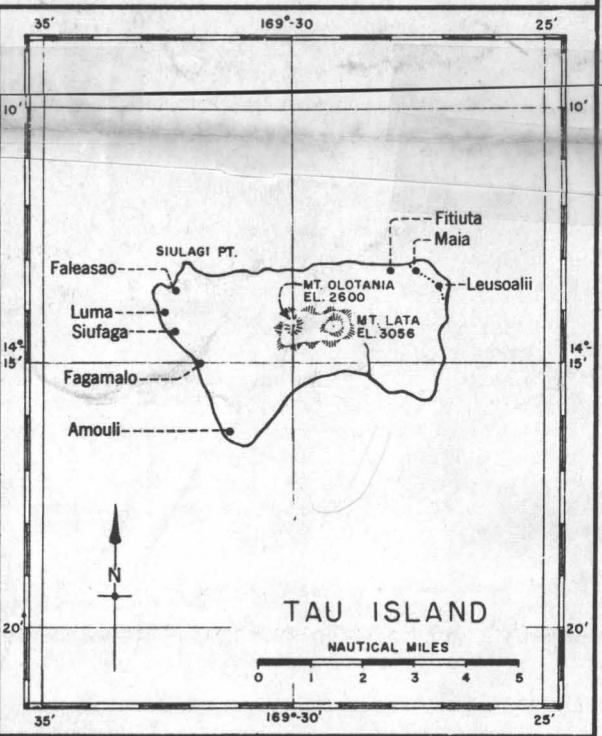 35'
169°-30
25'
10'
10'
Fitiuta
Maia
SIULAGI PT.
Faleasao
Leusoalii
MT. OLOTANIA
EL. 2600
Luma
MT. LATA
EL. 3056
Siufaga
14°
15'
14°
15'
Fagamalo
Amouli
N
TAU ISLAND
20'
20'
NAUTICAL MILES
0 1 2 3 4 5
35'
169°-30
25'